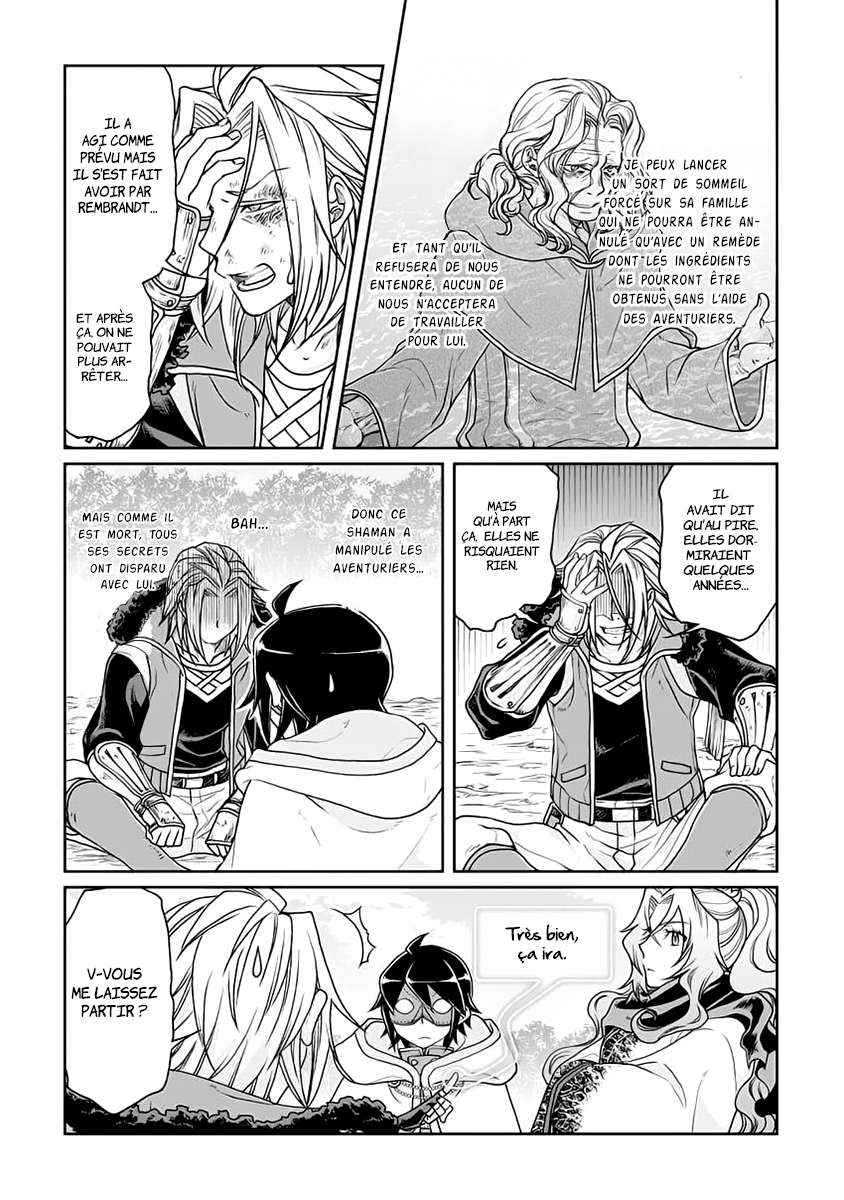 JE PEUX LANCER
UN SORT DE SOMMEIL
FORCÉ SUR SA FAMILLE
QUI NE POURRA ÊTRE AN-
NULÉ QU'AVEC UN REMÈDE
DONT LES INGRÉDIENTS
NE POURRONT ÊTRE
OBTENUS SANS L'AIDE
DES AVENTURIERS.
ET TANT QU'IL
REFUSERA DE NOUS
ENTENDRE, AUCUN DE
NOUS N'ACCEPTERA
DE TRAVAILLER
POUR LUI.
IL A
AGI COMME
PRÉVU MAIS
IL S'EST FAIT
AVOIR PAR
REMBRANDT...
ET APRÈS
ÇA, ON NE
POUVAIT
PLUS AR-
RÊTER...
IL
AVAIT DIT
QU'AU PIRE,
ELLES DOR-
MIRAIENT
QUELQUES
ANNÉES...
MAIS
QU'À PART
ÇA, ELLES NE
RISQUAIENT
RIEN.
DONC CE
SHAMAN A
MANIPULÉ LES
AVENTURIERS...
BAH...
MAIS COMME IL
EST MORT, TOUS
SES SECRETS
ONT DISPARU
AVEC LUI.
Très bien,
ça ira.
V-VOUS
ME LAISSEZ
PARTIR ?